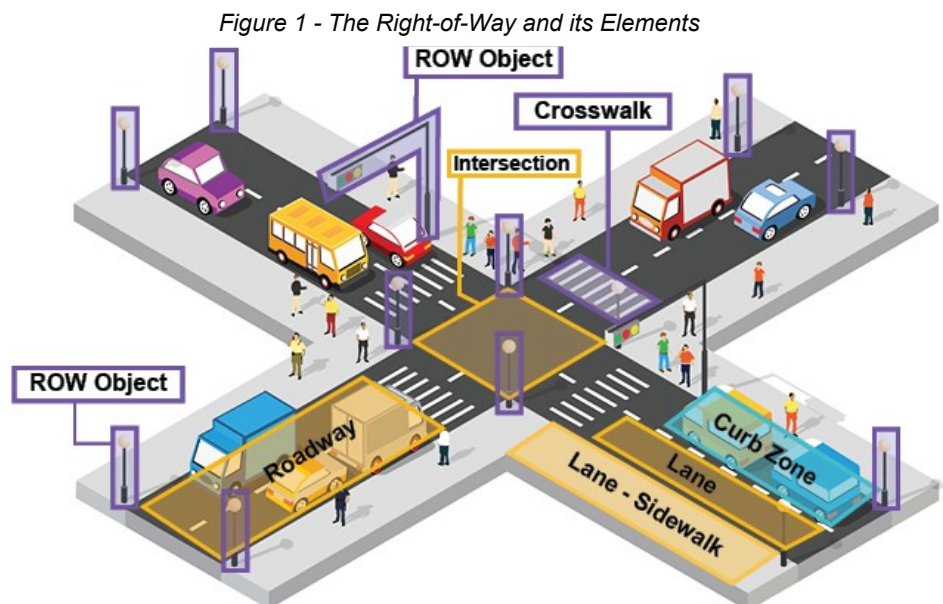 Figure 1 - The Right-of-Way and its Elements
ROW Object
Crosswalk
Intersection
ROW Object
Roadway
Curb Zone
Lane
Lane - Sidewalk